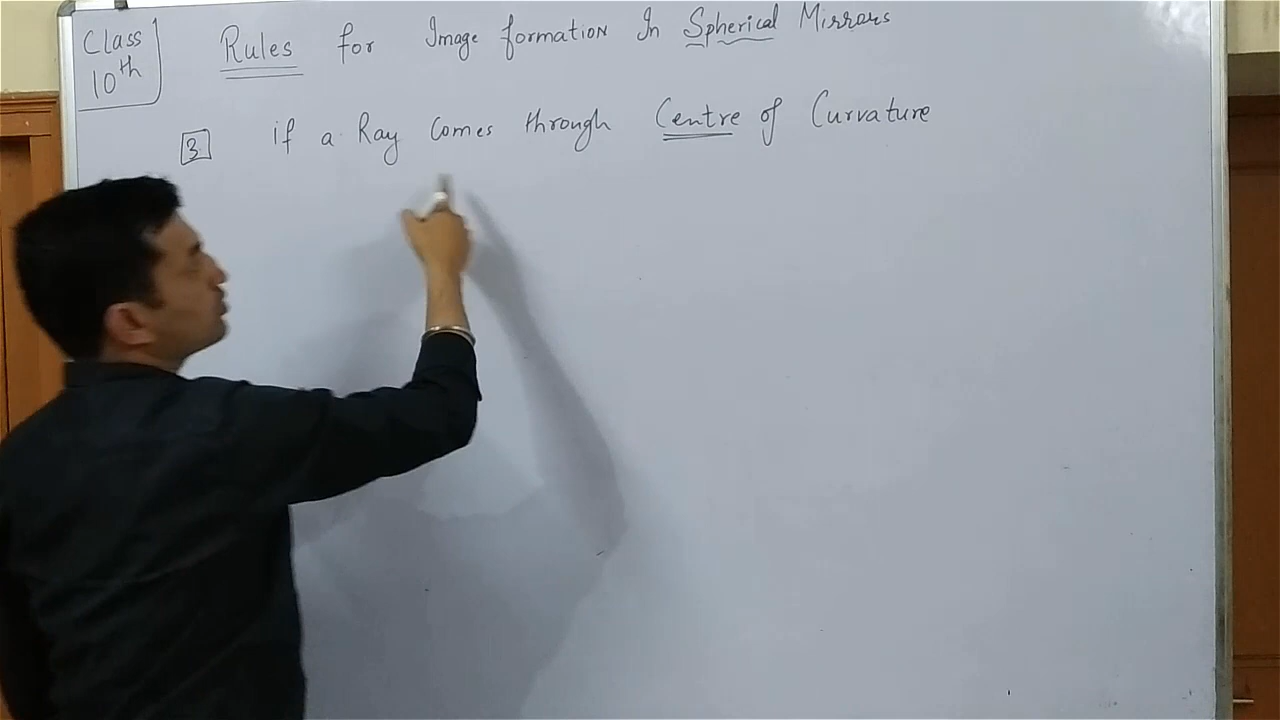 Class
10th
Rules for Image formation In Spherical Mirrors
3 if a Ray Comes through Centre of Curvature